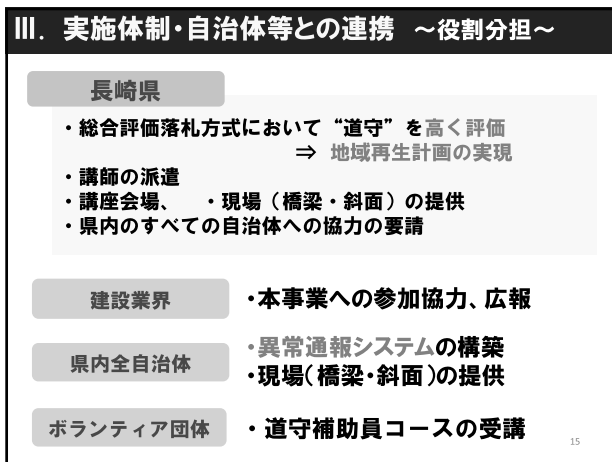 Ⅲ. 実施体制・自治体等との連携 ～役割分担～
長崎県
・総合評価落札方式において“道守”を高く評価
⇒ 地域再生計画の実現
・講師の派遣
・講座会場、 ・現場（橋梁・斜面）の提供
・県内のすべての自治体への協力の要請
建設業界
・本事業への参加協力、広報
県内全自治体
・異常通報システムの構築
・現場(橋梁・斜面)の提供
ボランティア団体
・道守補助員コースの受講
15